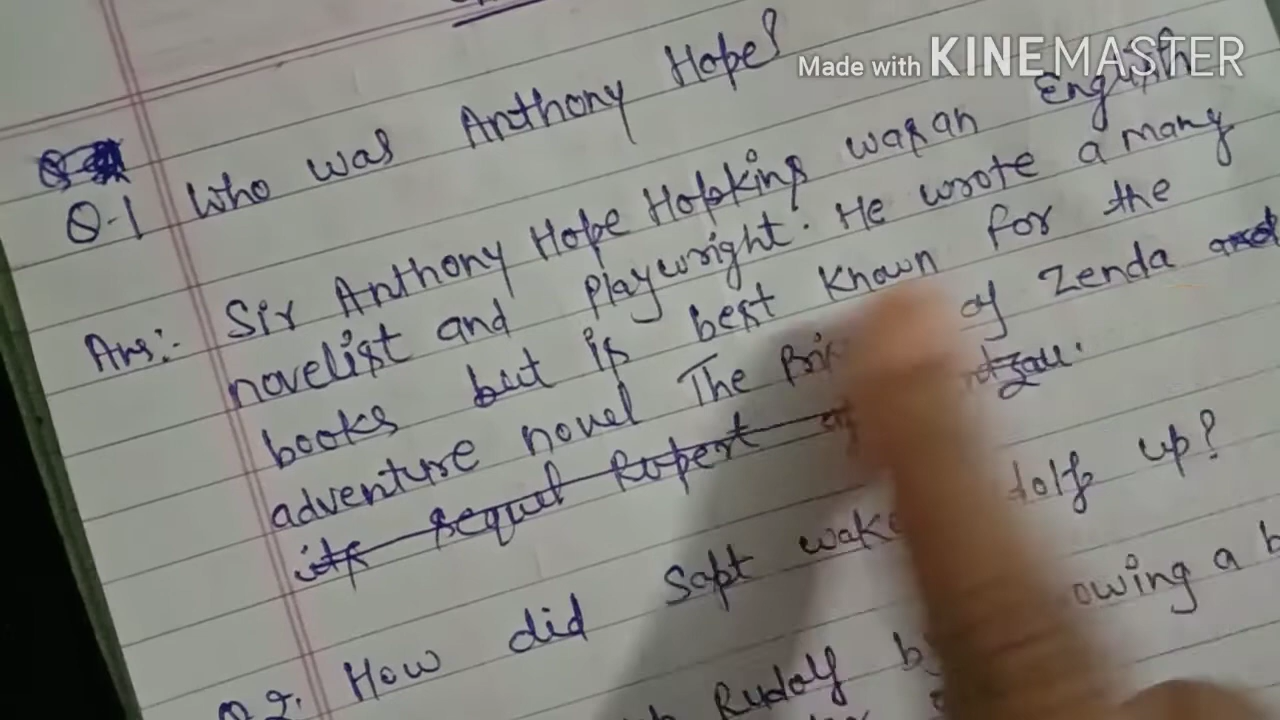 Made with KINEMASTER
Q-1 Who was Anthony Hope?
Ans:- Sir Anthony Hope Hopkins was an English
novelist and Playwright. He wrote a many
books but is best known for the
adventure novel The of Zenda and
its sequel Rupert of
Q 2. How did Sapt wake up?
Rudolf a